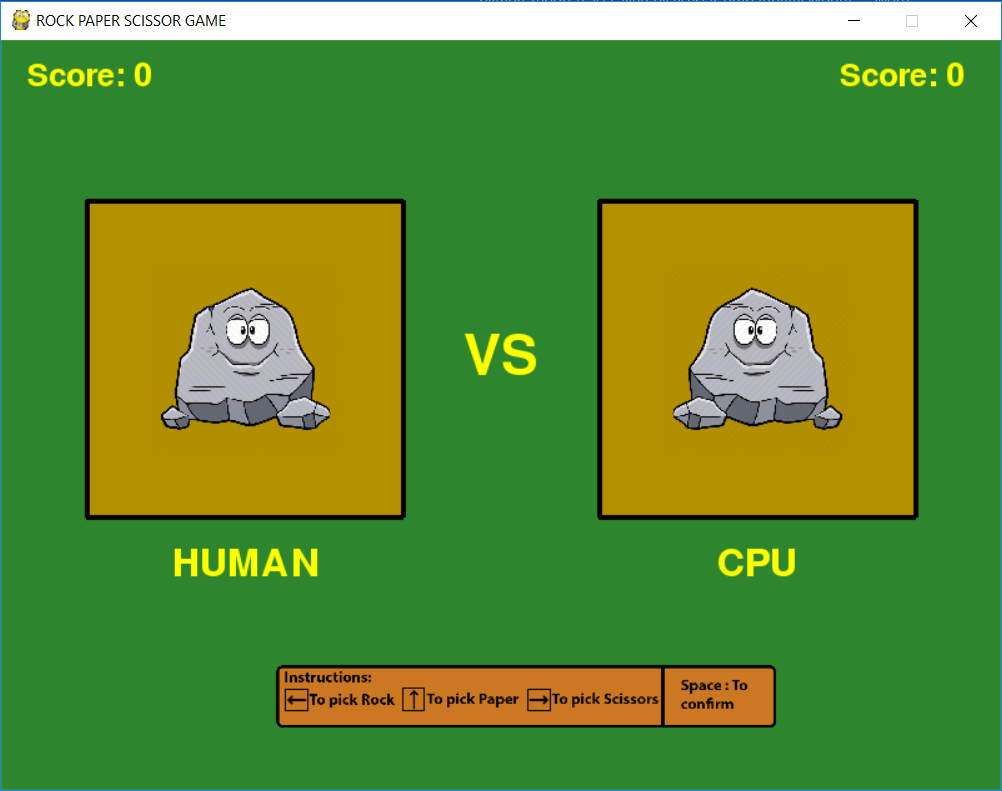 ROCK PAPER SCISSOR GAME
Score: 0
Score: 0
VS
HUMAN
CPU
Instructions:
To pick Rock
To pick Paper
To pick Scissors
Space : To
confirm